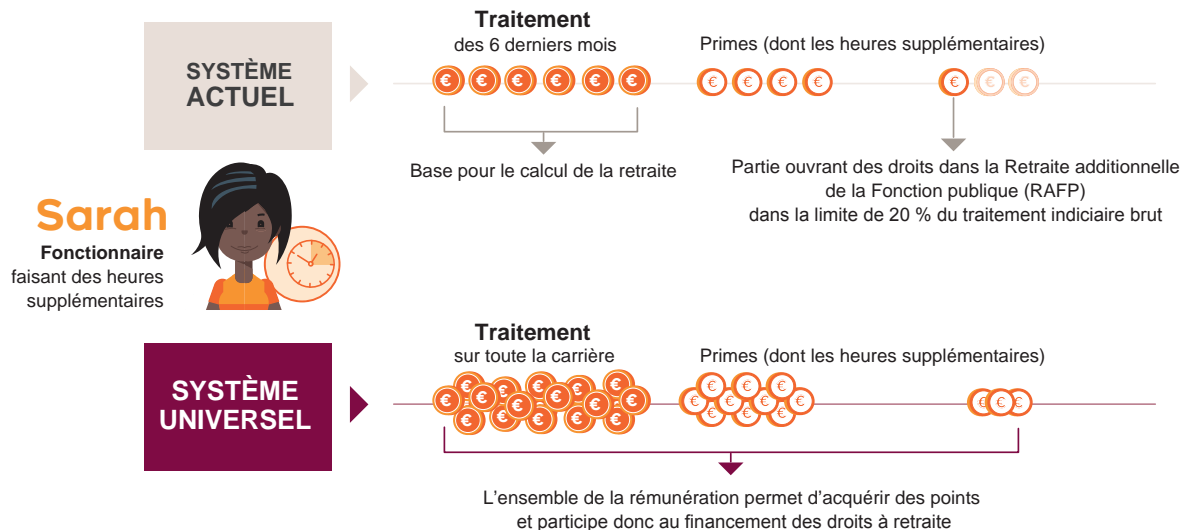 SYSTÈME
ACTUEL
Traitement
des 6 derniers mois
Primes (dont les heures supplémentaires)
€ € € € € €
€ € € €
€ € €
Base pour le calcul de la retraite
Partie ouvrant des droits dans la Retraite additionnelle
de la Fonction publique (RAFP)
dans la limite de 20 % du traitement indiciaire brut
Sarah
Fonctionnaire
faisant des heures
supplémentaires
SYSTÈME
UNIVERSEL
Traitement
sur toute la carrière
Primes (dont les heures supplémentaires)
L'ensemble de la rémunération permet d'acquérir des points
et participe donc au financement des droits à retraite